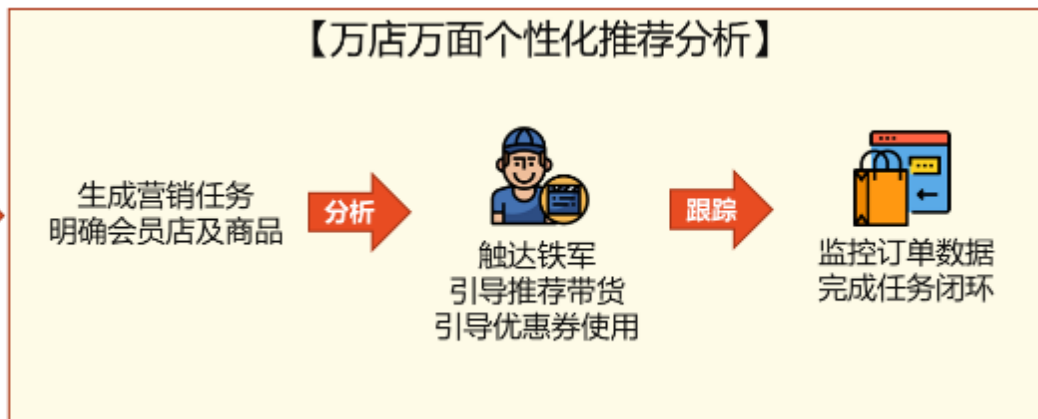 【万店万面个性化推荐分析】
生成营销任务
明确会员店及商品
分析
触达铁军
引导推荐带货
引导优惠券使用
跟踪
监控订单数据
完成任务闭环